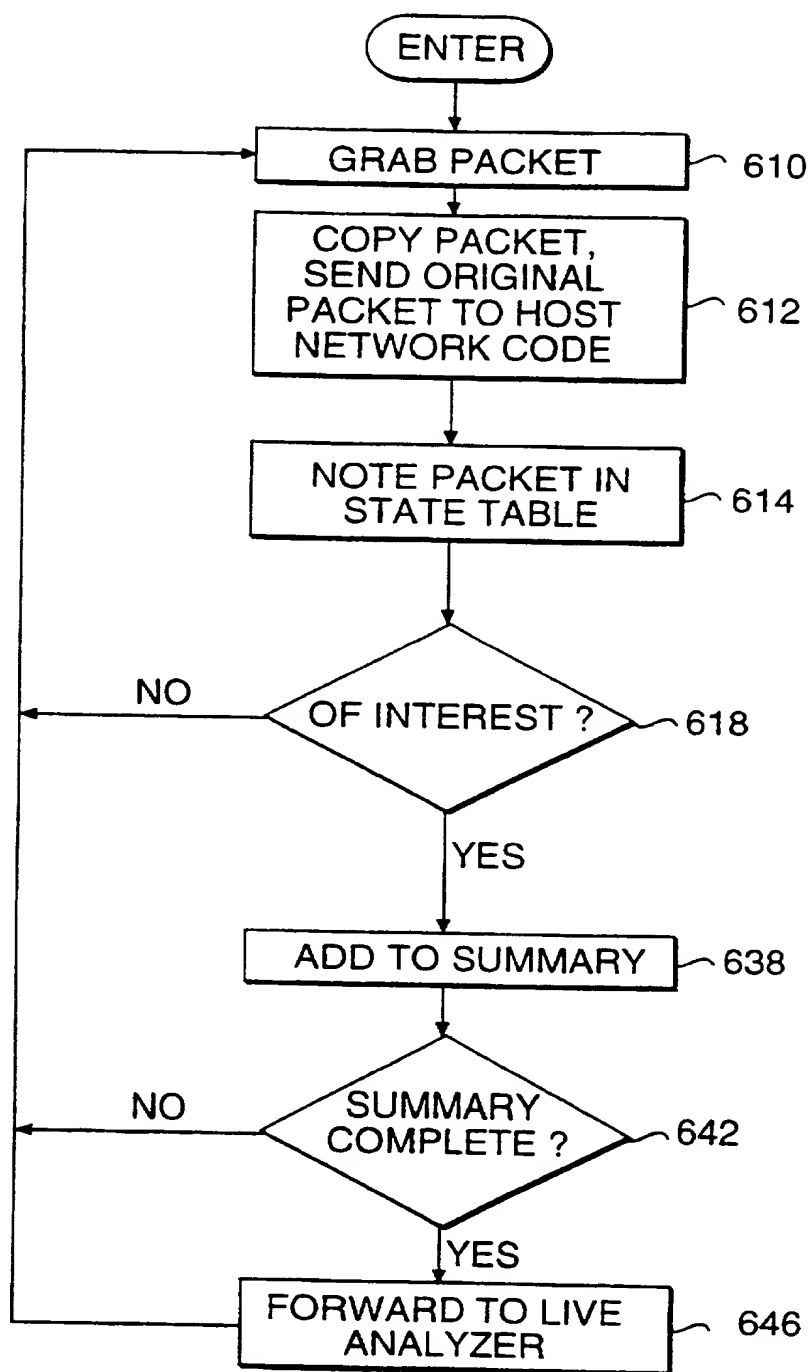 ENTER
GRAB PACKET
610
COPY PACKET,
SEND ORIGINAL
PACKET TO HOST
NETWORK CODE
612
NOTE PACKET IN
STATE TABLE
614
NO
OF INTEREST ?
618
YES
ADD TO SUMMARY
638
NO
SUMMARY
COMPLETE ?
642
YES
FORWARD TO LIVE
ANALYZER
646